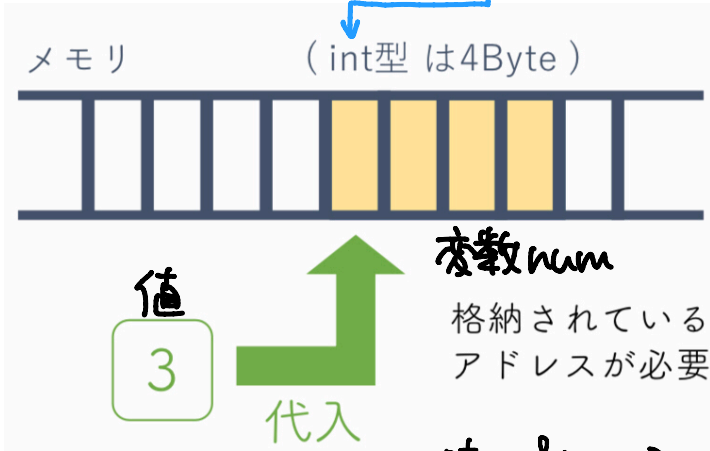 メモリ
( int型 は4Byte )
変数num
値
3
格納されている
アドレスが必要
代入